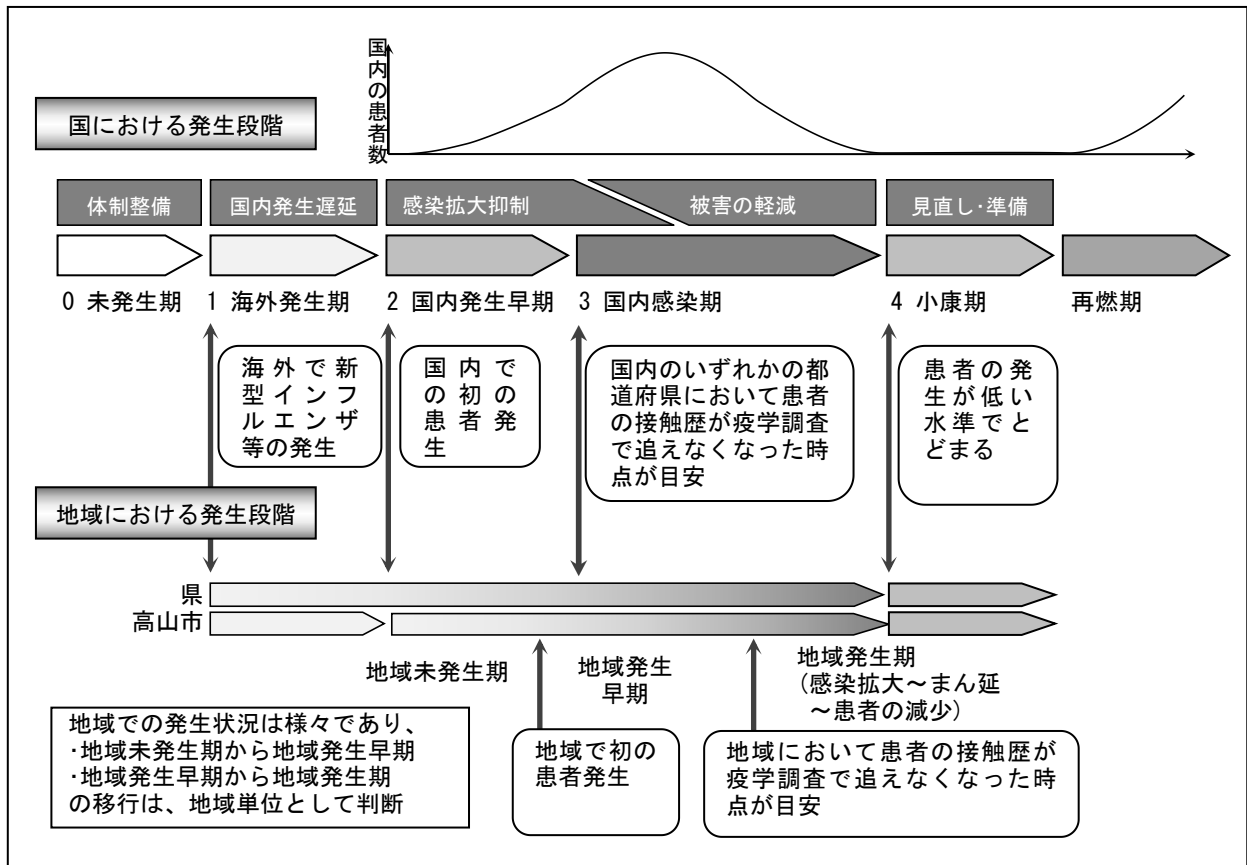 国内の患者数
国における発生段階
体制整備
国内発生遅延
感染拡大抑制
被害の軽減
見直し・準備
0 未発生期
1 海外発生期
2 国内発生早期
3 国内感染期
4 小康期
再燃期
海外で新
型インフ
ルエンザ
等の発生
国内で
の初の
患者発
生
国内のいずれかの都
道府県において患者
の接触歴が疫学調査
で追えなくなった時
点が目安
患者の発
生が低い
水準でと
どまる
地域における発生段階
県
高山市
地域未発生期
地域発生
早期
地域発生期
(感染拡大~まん延
~患者の減少)
地域での発生状況は様々であり、
・地域未発生期から地域発生早期
・地域発生早期から地域発生期
の移行は、地域単位として判断
地域で初の
患者発生
地域において患者の接触歴が
疫学調査で追えなくなった時
点が目安